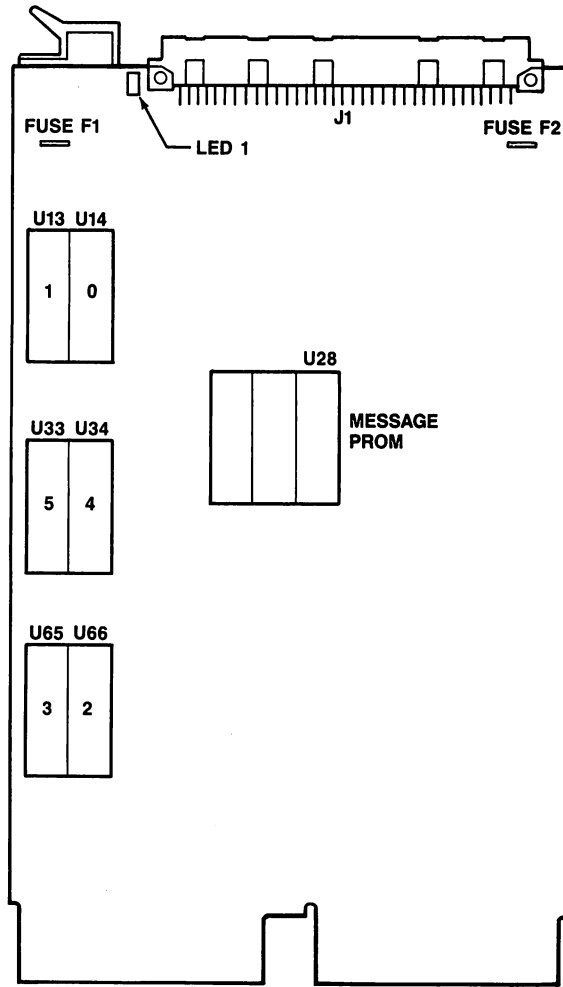 J1
FUSE F1
FUSE F2
LED 1
U13 U14
1 0
U28
MESSAGE
PROM
U33 U34
5 4
U65 U66
3 2